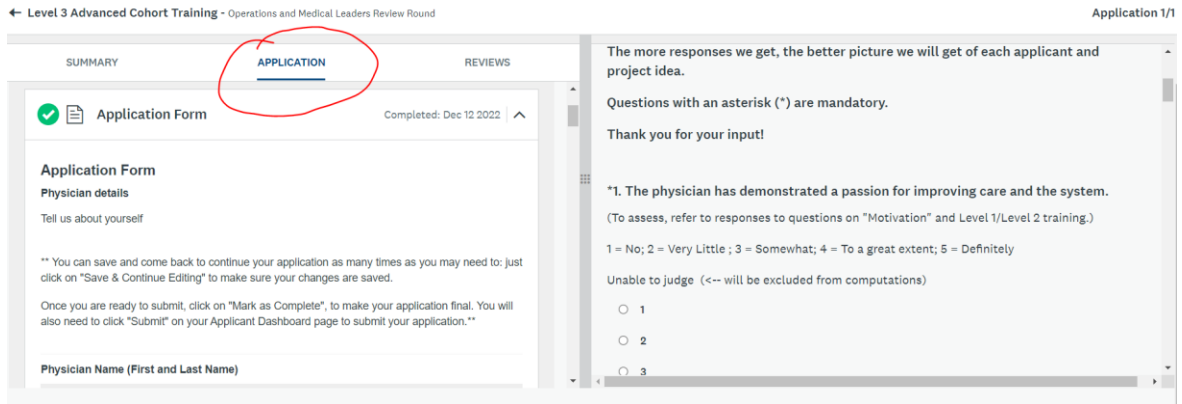 ← Level 3 Advanced Cohort Training - Operations and Medical Leaders Review Round
Application 1/1
SUMMARY
APPLICATION
REVIEWS
Application Form
Completed: Dec 12 2022
Application Form
Physician details
Tell us about yourself
** You can save and come back to continue your application as many times as you may need to: just
click on "Save & Continue Editing" to make sure your changes are saved.
Once you are ready to submit, click on "Mark as Complete", to make your application final. You will
also need to click "Submit" on your Applicant Dashboard page to submit your application.**
Physician Name (First and Last Name)
The more responses we get, the better picture we will get of each applicant and
project idea.
Questions with an asterisk (*) are mandatory.
Thank you for your input!
*1. The physician has demonstrated a passion for improving care and the system.
(To assess, refer to responses to questions on "Motivation" and Level 1/Level 2 training.)
1 = No; 2 = Very Little ; 3 = Somewhat; 4 = To a great extent; 5 = Definitely
Unable to judge (<-- will be excluded from computations)
1
2
3